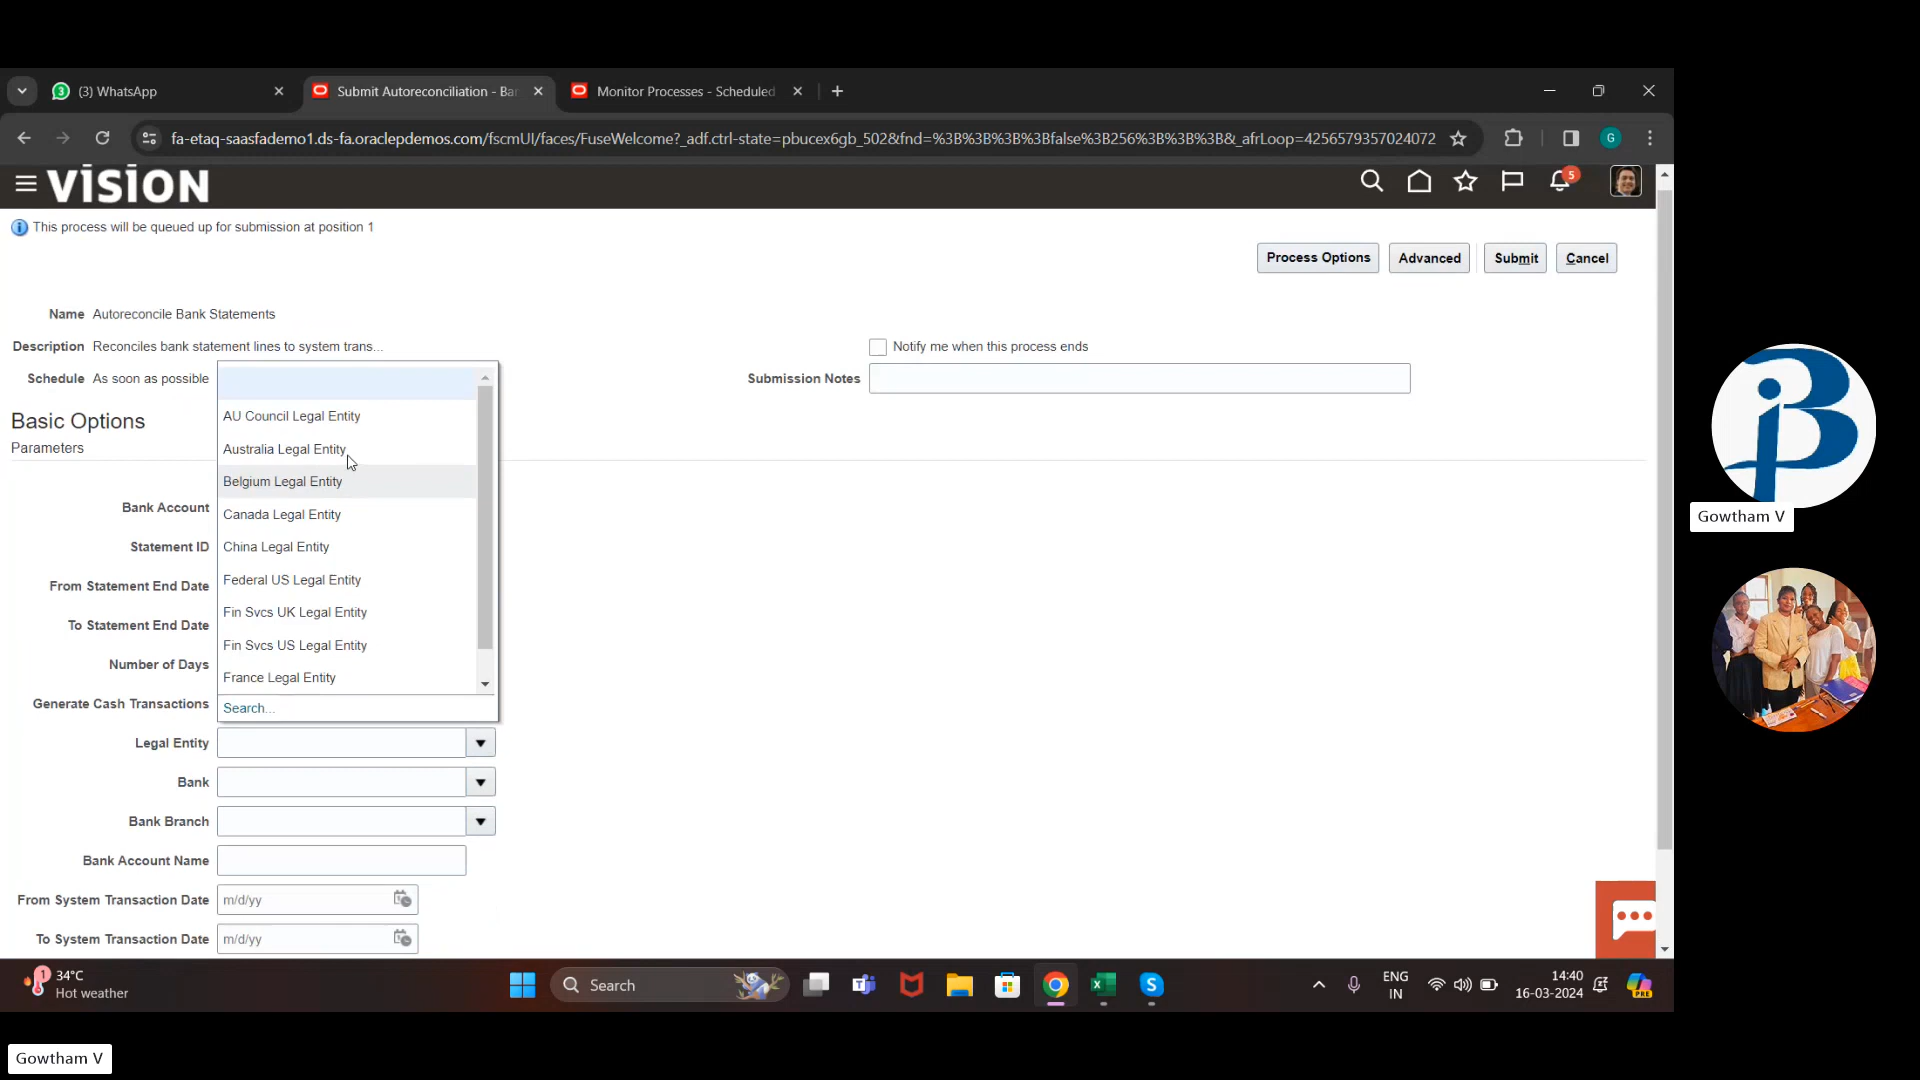 (3) WhatsApp
Submit Autoreconciliation - Ba
Monitor Processes - Scheduled
fa-etaq-saasfademo1.ds-fa.oraclepdemos.com/fscmUI/faces/FuseWelcome?_adf.ctrl-state=pbucex6gb_502&fnd=%3B%3B%3B%3Bfalse%3B256%3B%3B%3B&_afrLoop=4256579357024072
G
VISION
5
This process will be queued up for submission at position 1
Process Options
Advanced
Submit
Cancel
Name Autoreconcile Bank Statements
Description Reconciles bank statement lines to system trans...
Notify me when this process ends
Schedule As soon as possible
Submission Notes
Basic Options
Parameters
AU Council Legal Entity
Australia Legal Entity
Belgium Legal Entity
Canada Legal Entity
China Legal Entity
Federal US Legal Entity
Fin Svcs UK Legal Entity
Fin Svcs US Legal Entity
France Legal Entity
Search...
Bank Account
Statement ID
From Statement End Date
To Statement End Date
Number of Days
Generate Cash Transactions
Legal Entity
Bank
Bank Branch
Bank Account Name
From System Transaction Date m/d/yy
To System Transaction Date m/d/yy
1
34°C
Hot weather
Search
ENG
IN
14:40
16-03-2024
PRE
Gowtham V
Gowtham V